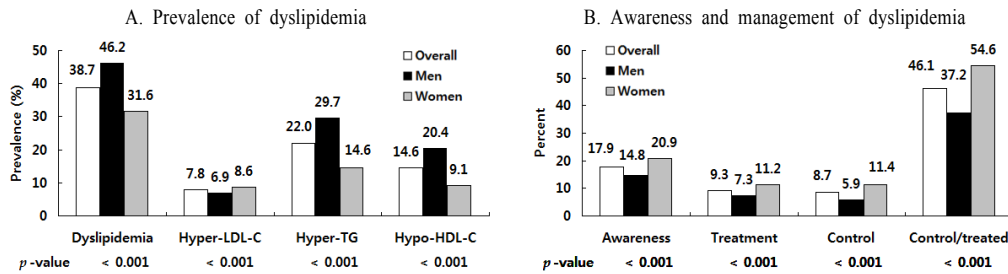 A. Prevalence of dyslipidemia
Prevalence (%)
50
40
30
20
10
0
Overall
Men
Women
38.7 46.2 31.6
7.8 6.9 8.6
22.0 29.7 14.6
14.6 20.4 9.1
Dyslipidemia Hyper-LDL-C Hyper-TG Hypo-HDL-C
p-value < 0.001 < 0.001 < 0.001 < 0.001
B. Awareness and management of dyslipidemia
Percent
60
50
40
30
20
10
0
Overall
Men
Women
17.9 14.8 20.9
9.3 7.3 11.2
8.7 5.9 11.4
46.1 37.2 54.6
Awareness Treatment Control Control/treated
p-value < 0.001 < 0.001 < 0.001 < 0.001